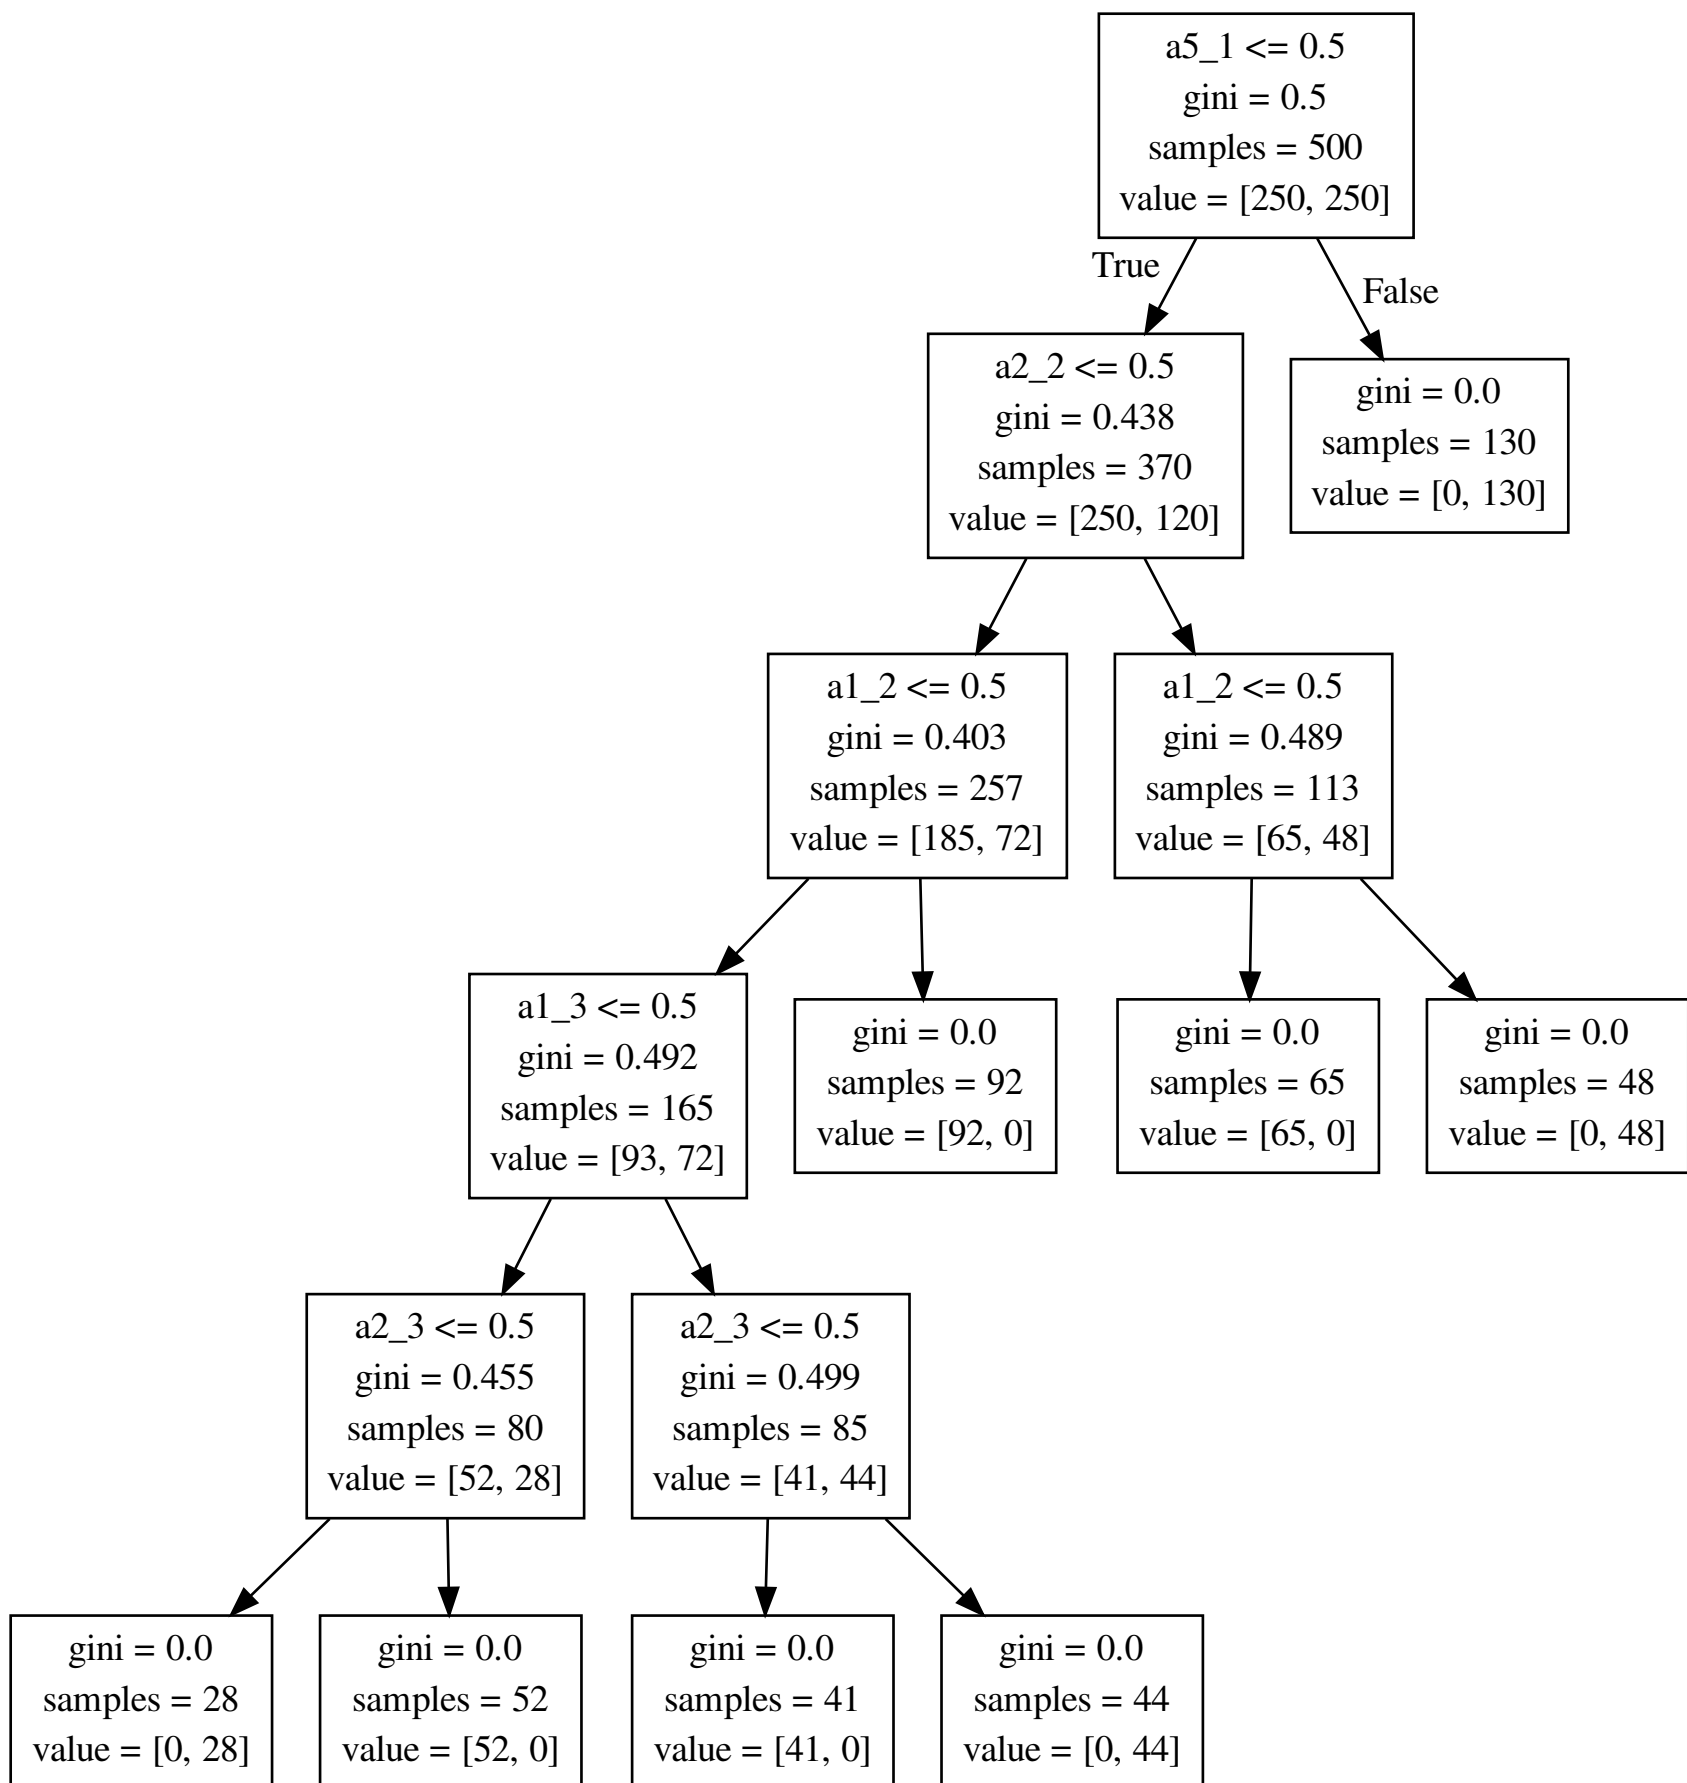 a5_1 <= 0.5
gini = 0.5
samples = 500
value = [250, 250]
True
False
a2_2 <= 0.5
gini = 0.438
samples = 370
value = [250, 120]
gini = 0.0
samples = 130
value = [0, 130]
a1_2 <= 0.5
gini = 0.403
samples = 257
value = [185, 72]
a1_2 <= 0.5
gini = 0.489
samples = 113
value = [65, 48]
a1_3 <= 0.5
gini = 0.492
samples = 165
value = [93, 72]
gini = 0.0
samples = 92
value = [92, 0]
gini = 0.0
samples = 65
value = [65, 0]
gini = 0.0
samples = 48
value = [0, 48]
a2_3 <= 0.5
gini = 0.455
samples = 80
value = [52, 28]
a2_3 <= 0.5
gini = 0.499
samples = 85
value = [41, 44]
gini = 0.0
samples = 28
value = [0, 28]
gini = 0.0
samples = 52
value = [52, 0]
gini = 0.0
samples = 41
value = [41, 0]
gini = 0.0
samples = 44
value = [0, 44]